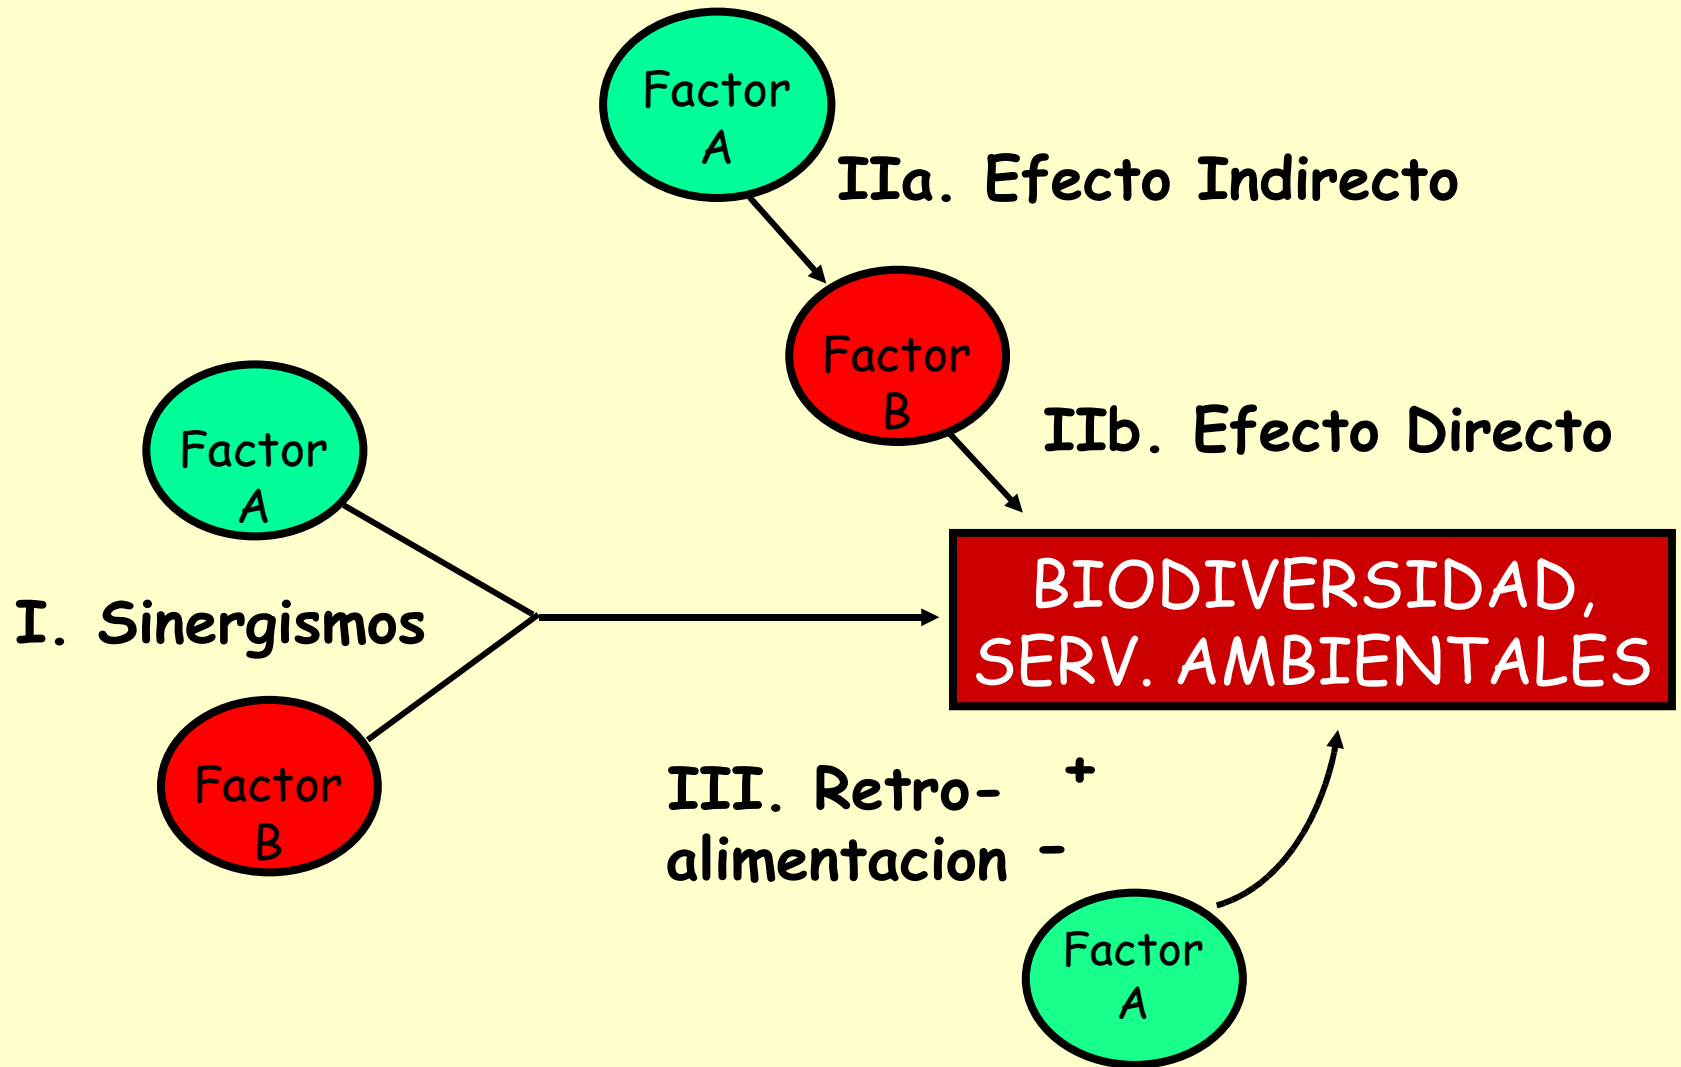 Factor
A
IIa. Efecto Indirecto
Factor
B
IIb. Efecto Directo
Factor
A
I. Sinergismos
Factor
B
BIODIVERSIDAD,
SERV. AMBIENTALES
III. Retro- +
alimentacion -
Factor
A